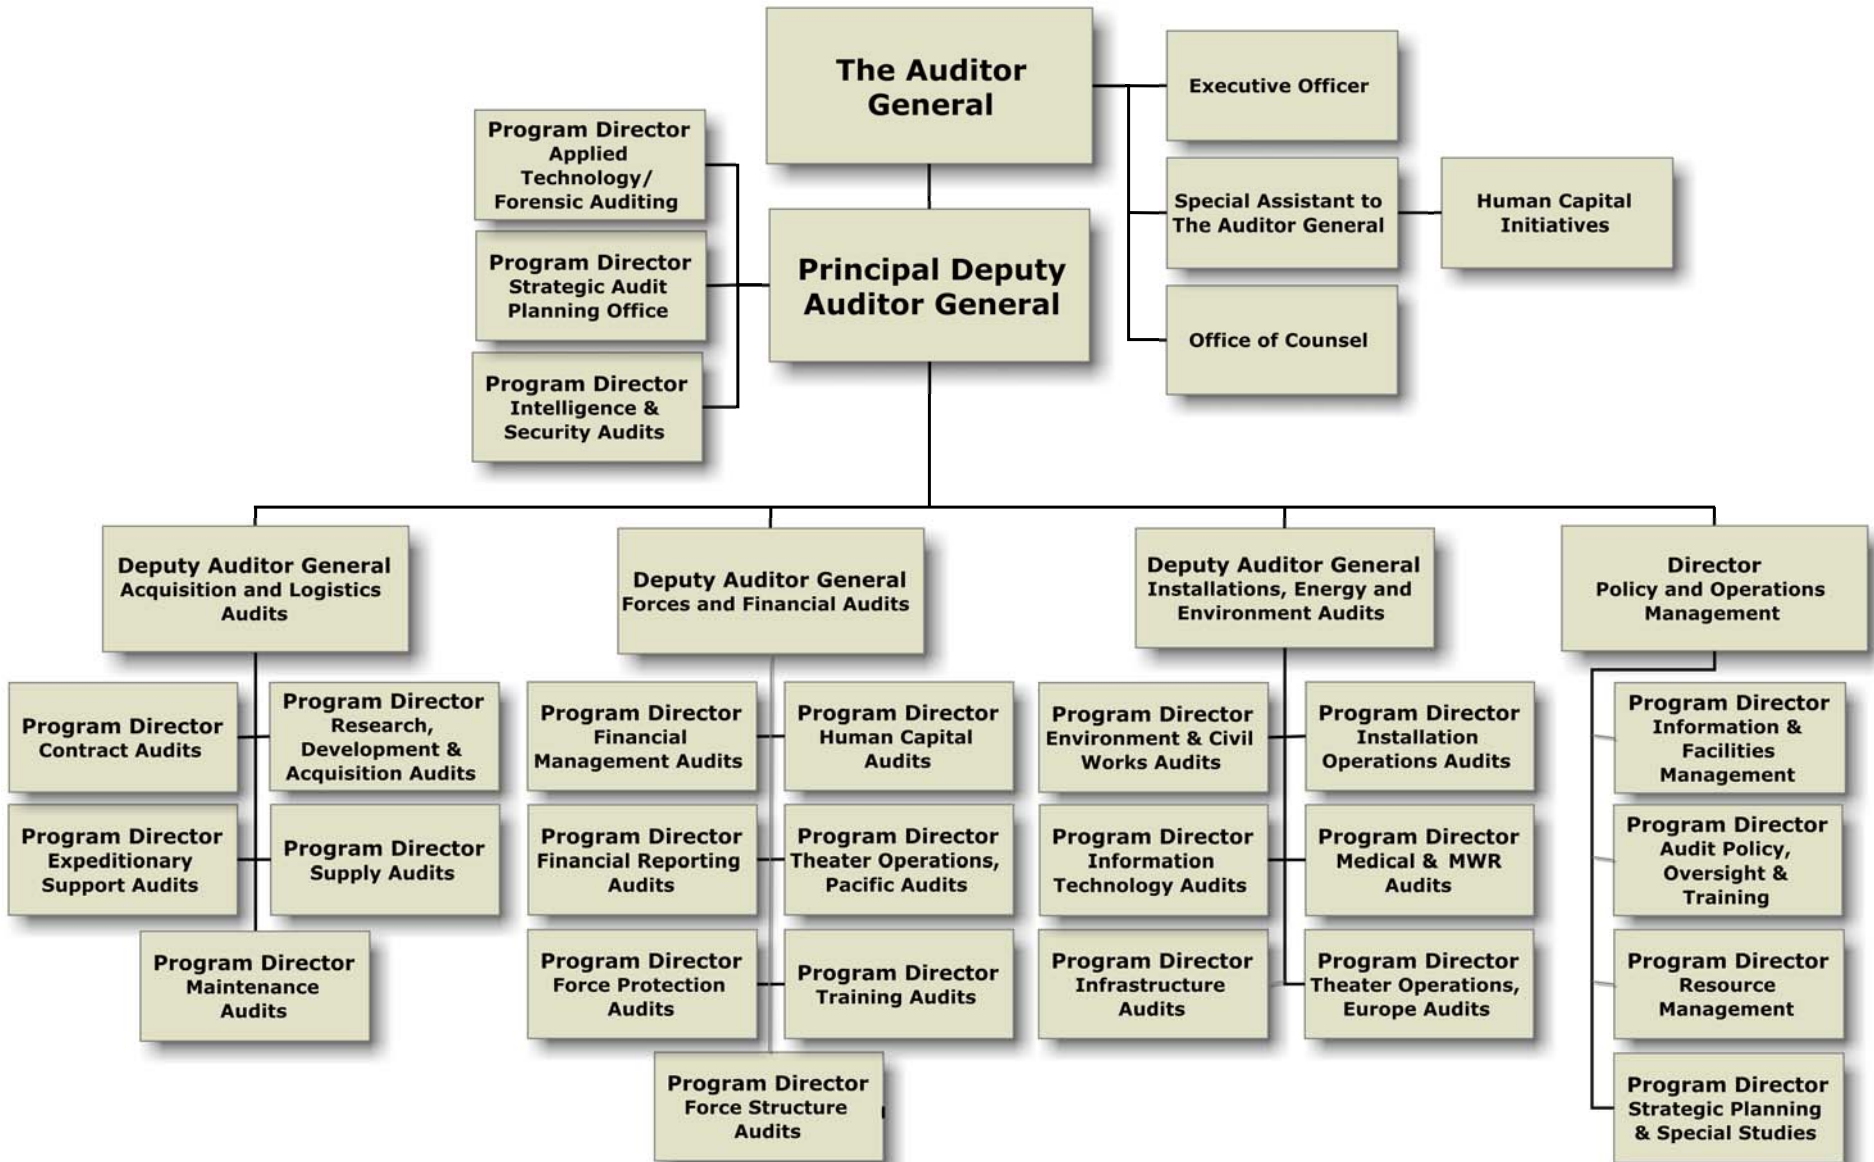 The Auditor
General
Executive Officer
Program Director
Applied
Technology/
Forensic Auditing
Special Assistant to
The Auditor General
Human Capital
Initiatives
Principal Deputy
Auditor General
Program Director
Strategic Audit
Planning Office
Office of Counsel
Program Director
Intelligence &
Security Audits
Deputy Auditor General
Acquisition and Logistics
Audits
Deputy Auditor General
Forces and Financial Audits
Deputy Auditor General
Installations, Energy and
Environment Audits
Director
Policy and Operations
Management
Program Director
Contract Audits
Program Director
Research,
Development &
Acquisition Audits
Program Director
Expeditionary
Support Audits
Program Director
Supply Audits
Program Director
Maintenance
Audits
Program Director
Financial
Management Audits
Program Director
Human Capital
Audits
Program Director
Financial Reporting
Audits
Program Director
Theater Operations,
Pacific Audits
Program Director
Force Protection
Audits
Program Director
Training Audits
Program Director
Force Structure
Audits
Program Director
Environment & Civil
Works Audits
Program Director
Installation
Operations Audits
Program Director
Information
Technology Audits
Program Director
Medical & MWR
Audits
Program Director
Infrastructure
Audits
Program Director
Theater Operations,
Europe Audits
Program Director
Information &
Facilities
Management
Program Director
Audit Policy,
Oversight &
Training
Program Director
Resource
Management
Program Director
Strategic Planning
& Special Studies